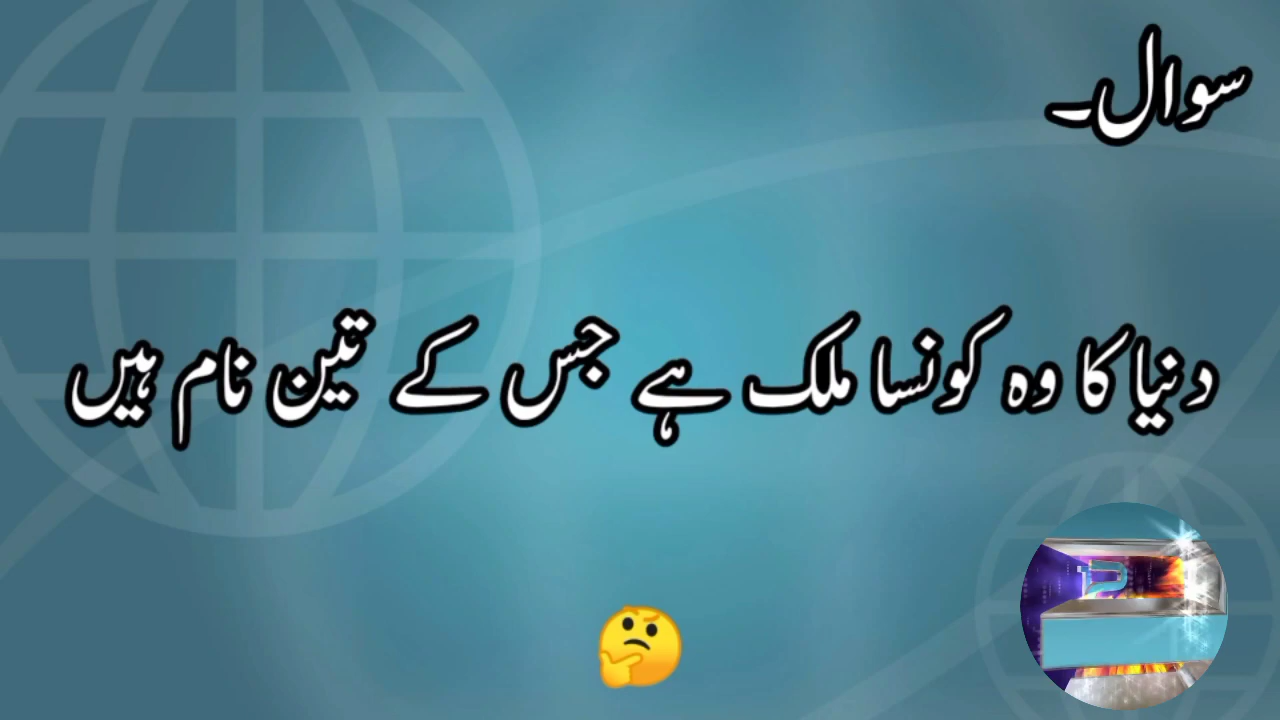 سوال۔
دنیا کا وہ کونسا ملک ہے جس کے تین نام ہیں